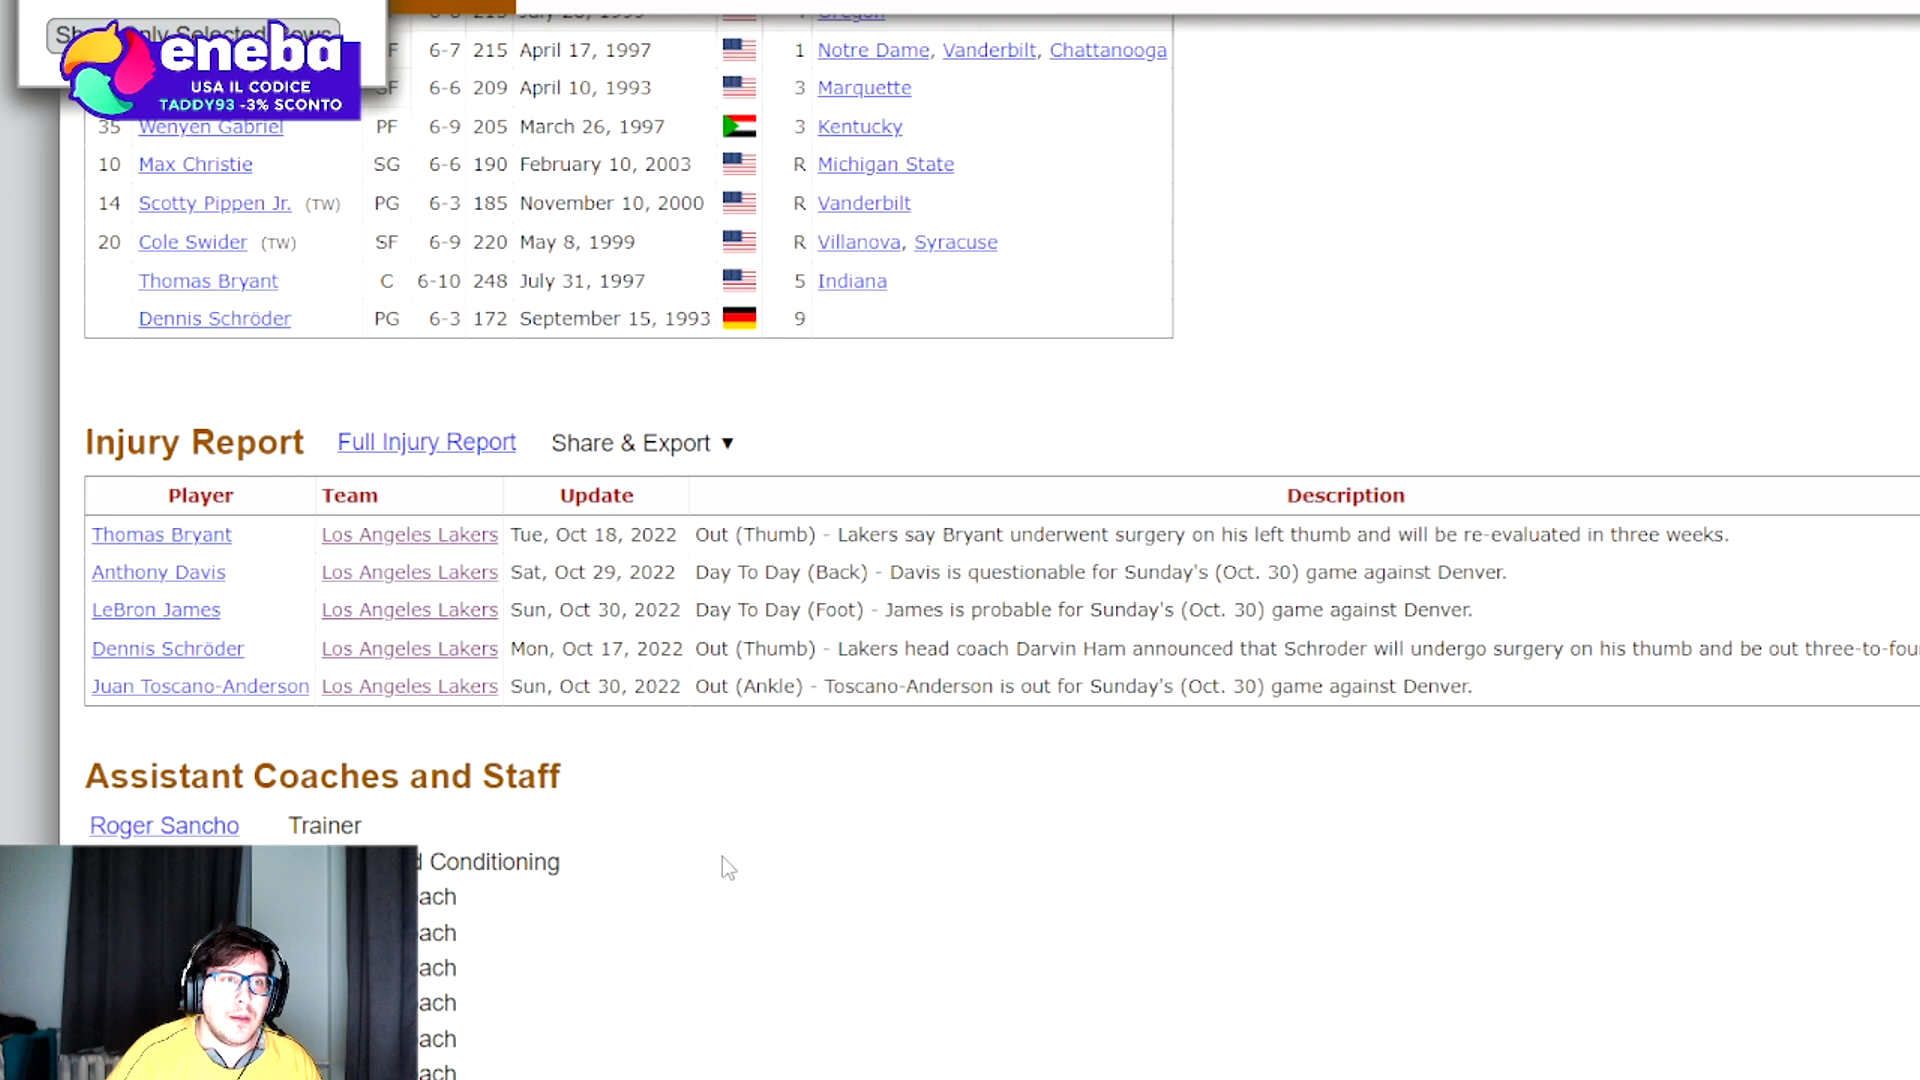 July 28, 1999 Oregon
Show Only Selected Rows
eneba
USA IL CODICE
TADDY93 -3% SCONTO
F 6-7 215 April 17, 1997 1 Notre Dame, Vanderbilt, Chattanooga
SF 6-6 209 April 10, 1993 3 Marquette
35 Wenyen Gabriel PF 6-9 205 March 26, 1997 3 Kentucky
10 Max Christie SG 6-6 190 February 10, 2003 R Michigan State
14 Scotty Pippen Jr. (TW) PG 6-3 185 November 10, 2000 R Vanderbilt
20 Cole Swider (TW) SF 6-9 220 May 8, 1999 R Villanova, Syracuse
Thomas Bryant C 6-10 248 July 31, 1997 5 Indiana
Dennis Schröder PG 6-3 172 September 15, 1993 9
Injury Report Full Injury Report Share & Export ▼
Player Team Update Description
Thomas Bryant Los Angeles Lakers Tue, Oct 18, 2022 Out (Thumb) - Lakers say Bryant underwent surgery on his left thumb and will be re-evaluated in three weeks.
Anthony Davis Los Angeles Lakers Sat, Oct 29, 2022 Day To Day (Back) - Davis is questionable for Sunday's (Oct. 30) game against Denver.
LeBron James Los Angeles Lakers Sun, Oct 30, 2022 Day To Day (Foot) - James is probable for Sunday's (Oct. 30) game against Denver.
Dennis Schröder Los Angeles Lakers Mon, Oct 17, 2022 Out (Thumb) - Lakers head coach Darvin Ham announced that Schroder will undergo surgery on his thumb and be out three-to-fou
Juan Toscano-Anderson Los Angeles Lakers Sun, Oct 30, 2022 Out (Ankle) - Toscano-Anderson is out for Sunday's (Oct. 30) game against Denver.
Assistant Coaches and Staff
Roger Sancho Trainer
d Conditioning
ach
ach
ach
ach
ach
ach